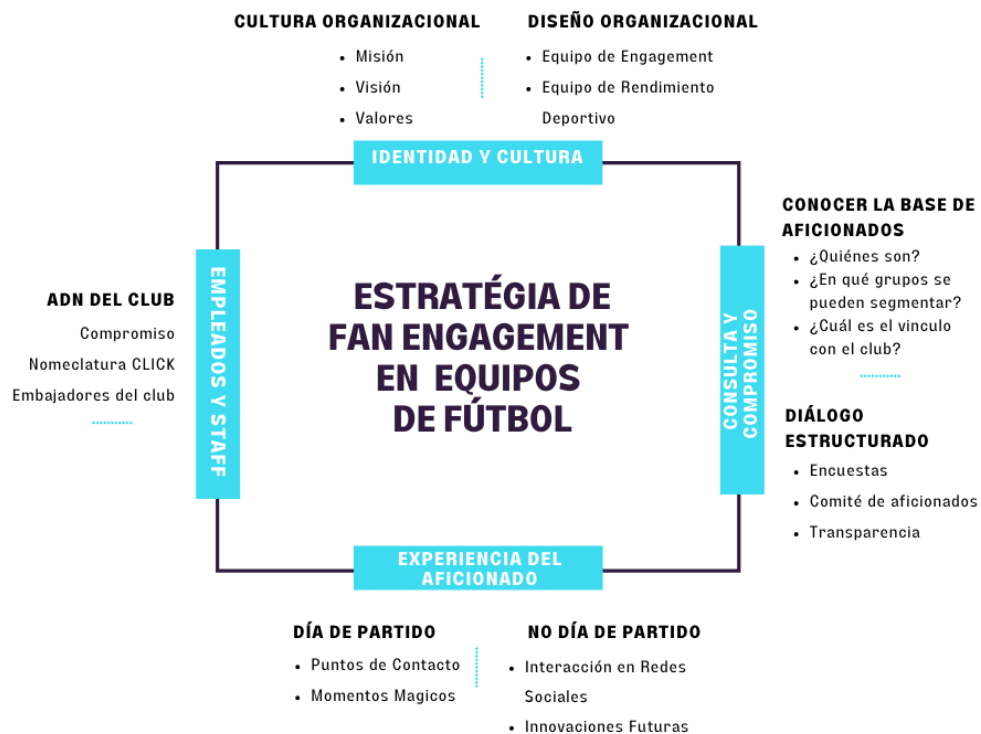 CULTURA ORGANIZACIONAL
• Misión
• Visión
• Valores
DISEÑO ORGANIZACIONAL
• Equipo de Engagement
• Equipo de Rendimiento
Deportivo
IDENTIDAD Y CULTURA
ADN DEL CLUB
Compromiso
Nomeclatura CLICK
Embajadores del club
EMPLEADOS Y STAFF
ESTRATÉGIA DE
FAN ENGAGEMENT
EN EQUIPOS
DE FÚTBOL
CONSULTA Y
COMPROMISO
CONOCER LA BASE DE
AFICIONADOS
• ¿Quiénes son?
• ¿En qué grupos se
pueden segmentar?
• ¿Cuál es el vinculo
con el club?
DIÁLOGO
ESTRUCTURADO
• Encuestas
• Comité de aficionados
• Transparencia
EXPERIENCIA DEL
AFICIONADO
DÍA DE PARTIDO
• Puntos de Contacto
• Momentos Magicos
NO DÍA DE PARTIDO
• Interacción en Redes
Sociales
• Innovaciones Futuras